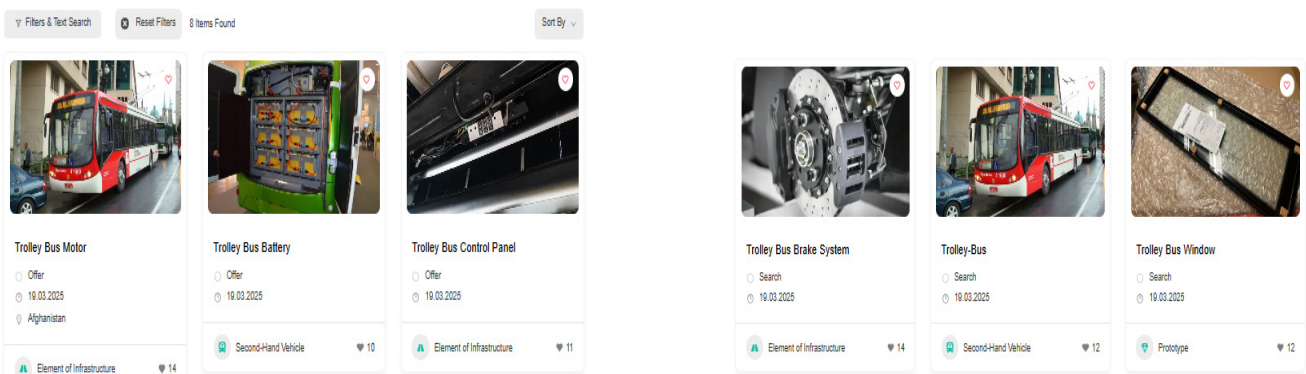 Filters & Text Search
Reset Filters
8 Items Found
Sort By
Trolley Bus Motor
Offer
19.03.2025
Afghanistan
Element of Infrastructure
14
Trolley Bus Battery
Offer
19.03.2025
Second-Hand Vehicle
10
Trolley Bus Control Panel
Offer
19.03.2025
Element of Infrastructure
11
Trolley Bus Brake System
Search
19.03.2025
Element of Infrastructure
14
Trolley-Bus
Search
19.03.2025
Second-Hand Vehicle
12
Trolley Bus Window
Search
19.03.2025
Prototype
12